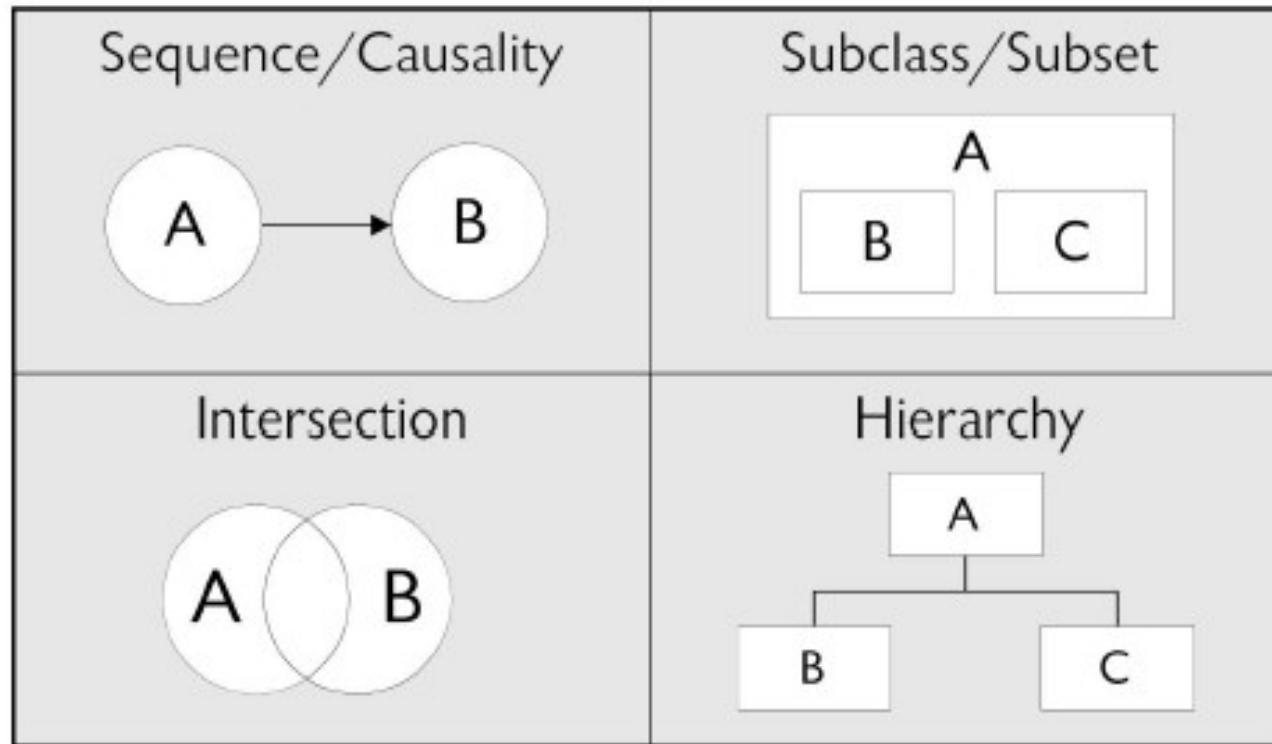 Sequence/Causality
A
B
Subclass/Subset
A
B
C
Intersection
A
B
Hierarchy
A
B
C